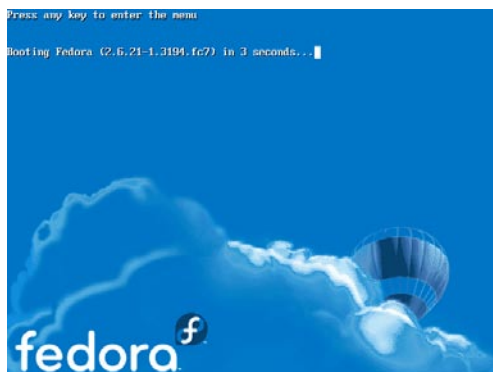 Press any key to enter the menu
Booting Fedora (2.6.21-1.3194.fc7) in 3 seconds...
fedora